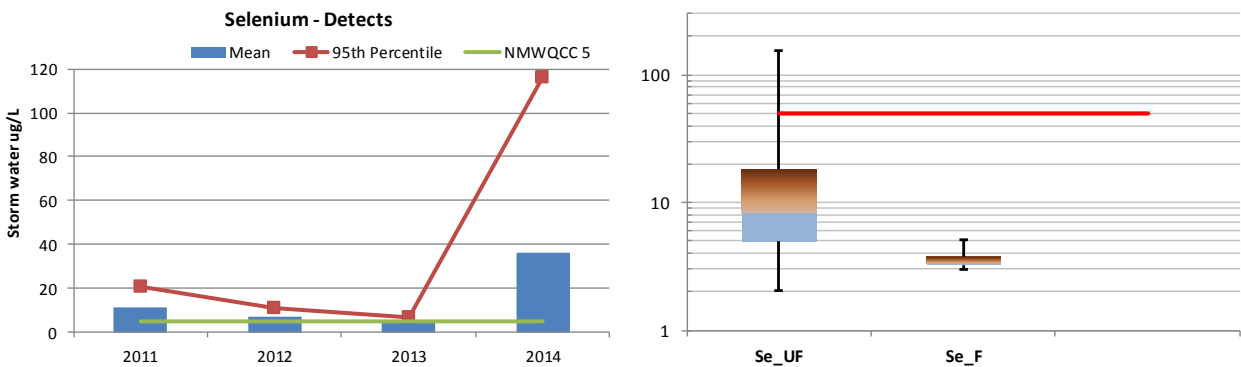 Selenium - Detects
Mean 95th Percentile NMWQCC 5
Storm water ug/L
120
100
80
60
40
20
0
2011 2012 2013 2014
100
10
1
Se_UF Se_F